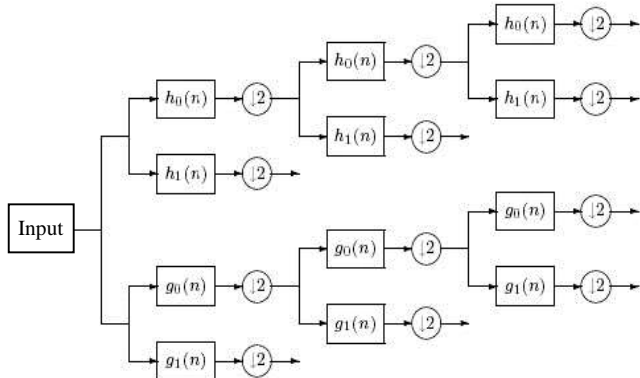 h₀(n) ↓2
h₀(n) ↓2
h₀(n) ↓2 h₁(n) ↓2
h₁(n) ↓2
h₁(n) ↓2
g₀(n) ↓2
Input
g₀(n) ↓2
g₀(n) ↓2 g₁(n) ↓2
g₁(n) ↓2
g₁(n) ↓2